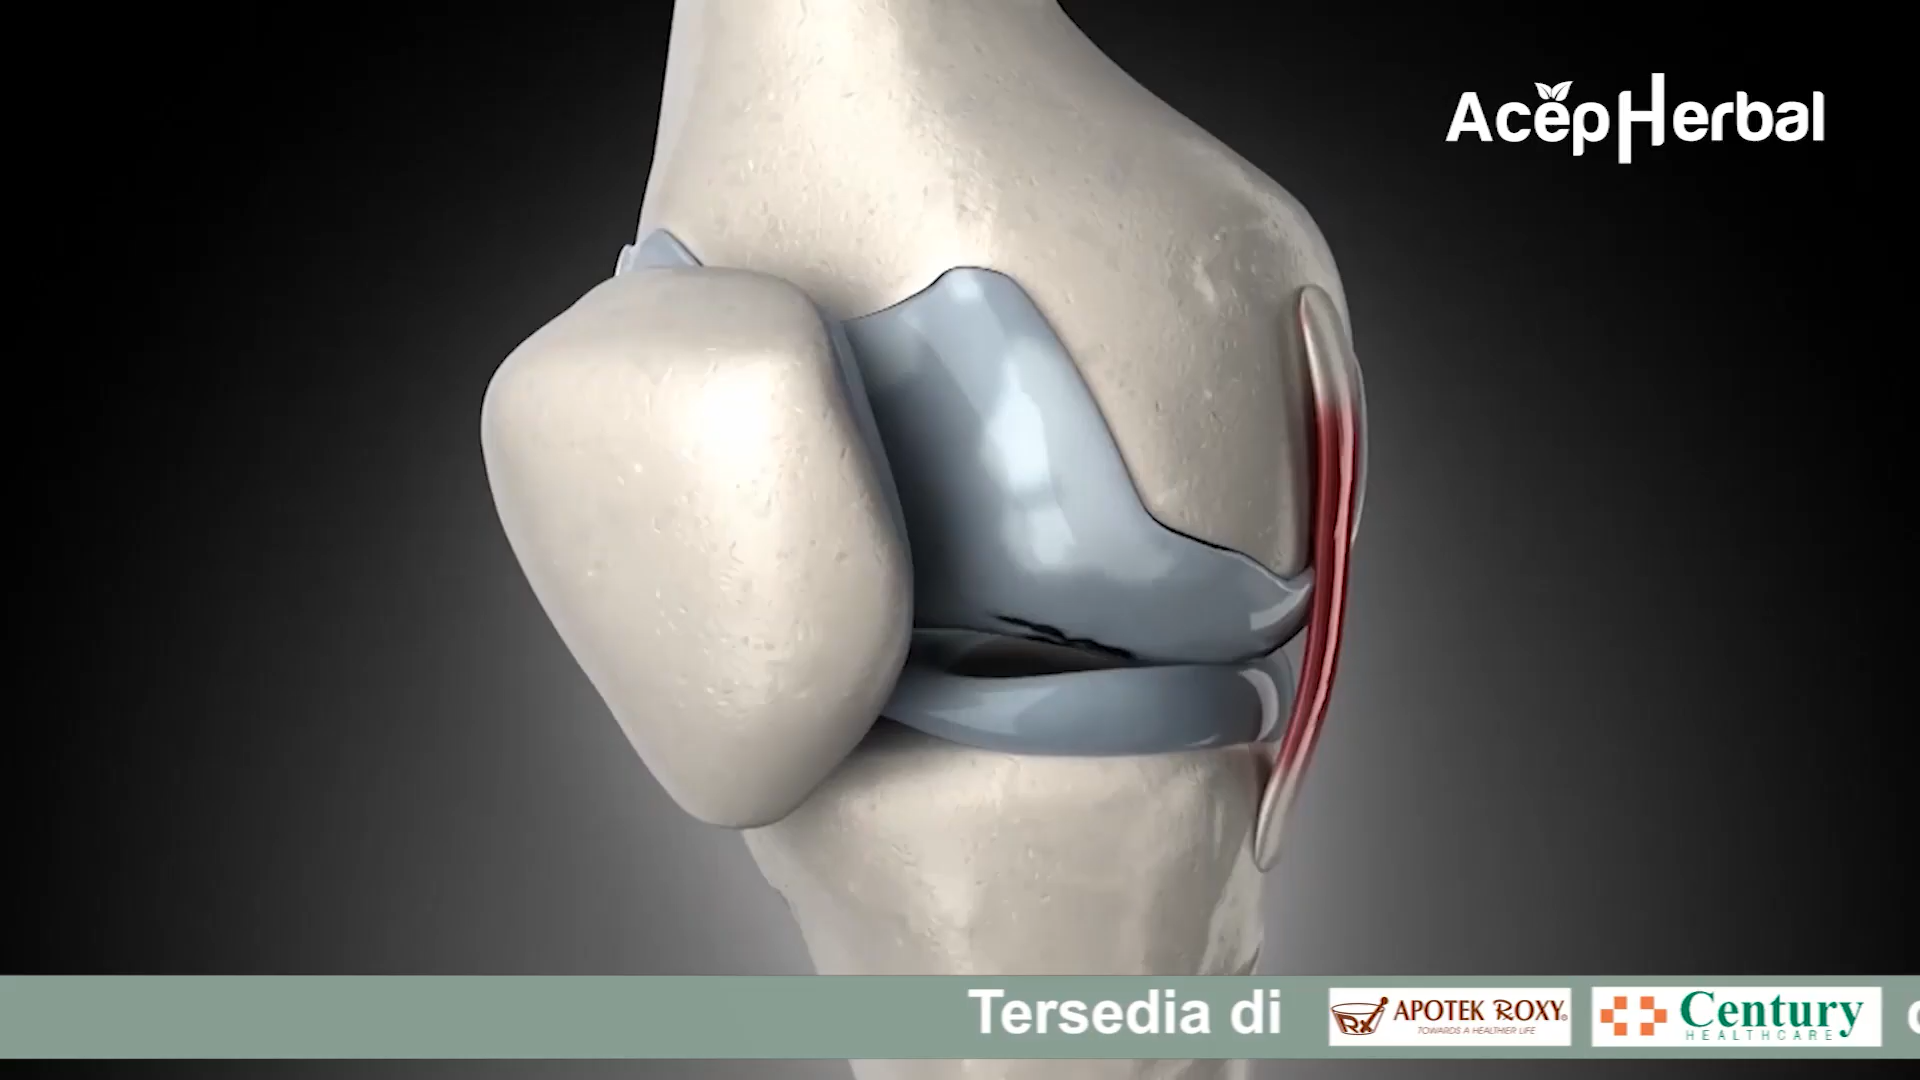 AcepHerbal
Tersedia di
APOTEK ROXY
TOWARDS A HEALTHIER LIFE
Century
HEALTHCARE